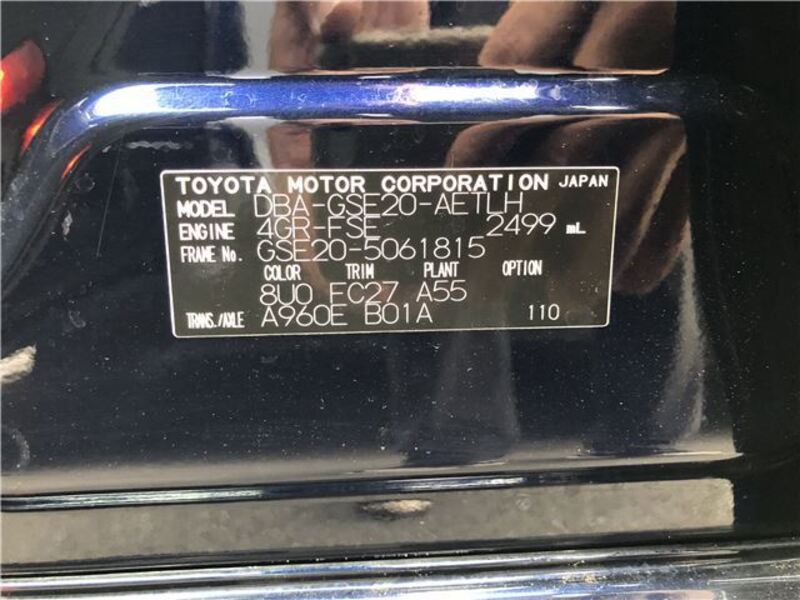 TOYOTA MOTOR CORPORATION JAPAN
MODEL DBA-GSE20-AETLH
ENGINE 4GR-FSE 2499 mL
FRAME No. GSE20-5061815
COLOR TRIM PLANT OPTION
8U0 FC27 A55
TRANS./AXLE A960E B01A 110